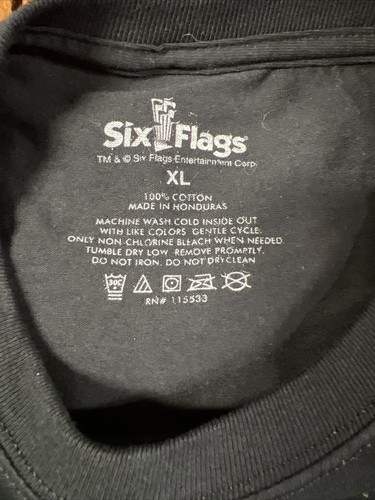 Six Flags
TM & © Six Flags Entertainment Corp.
XL
100% COTTON
MADE IN HONDURAS
MACHINE WASH COLD INSIDE OUT
WITH LIKE COLORS GENTLE CYCLE.
ONLY NON-CHLORINE BLEACH WHEN NEEDED.
TUMBLE DRY LOW. REMOVE PROMPTLY.
DO NOT IRON. DO NOT DRYCLEAN
30C
RN# 115533